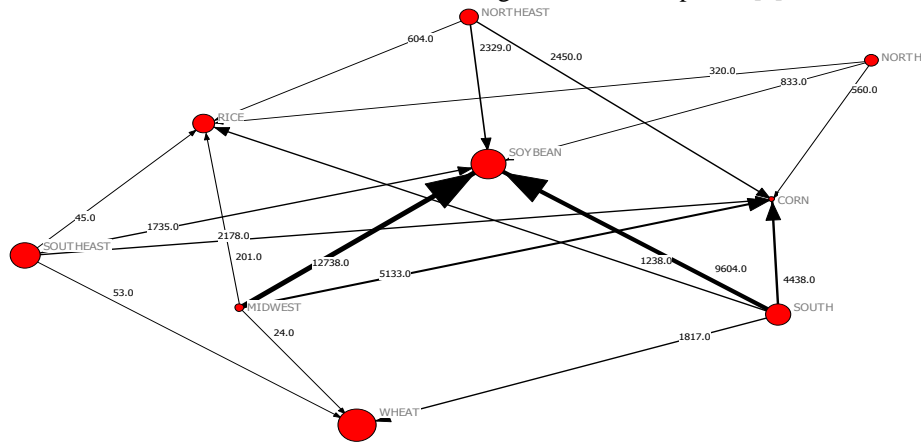 NORTHEAST
604.0
2329.0
2450.0
NORTH
320.0
833.0
560.0
RICE
SOYBEAN
CORN
45.0
1735.0
2178.0
SOUTHEAST
201.0
12738.0
5133.0
1238.0
9604.0
4438.0
53.0
MIDWEST
SOUTH
24.0
1817.0
WHEAT